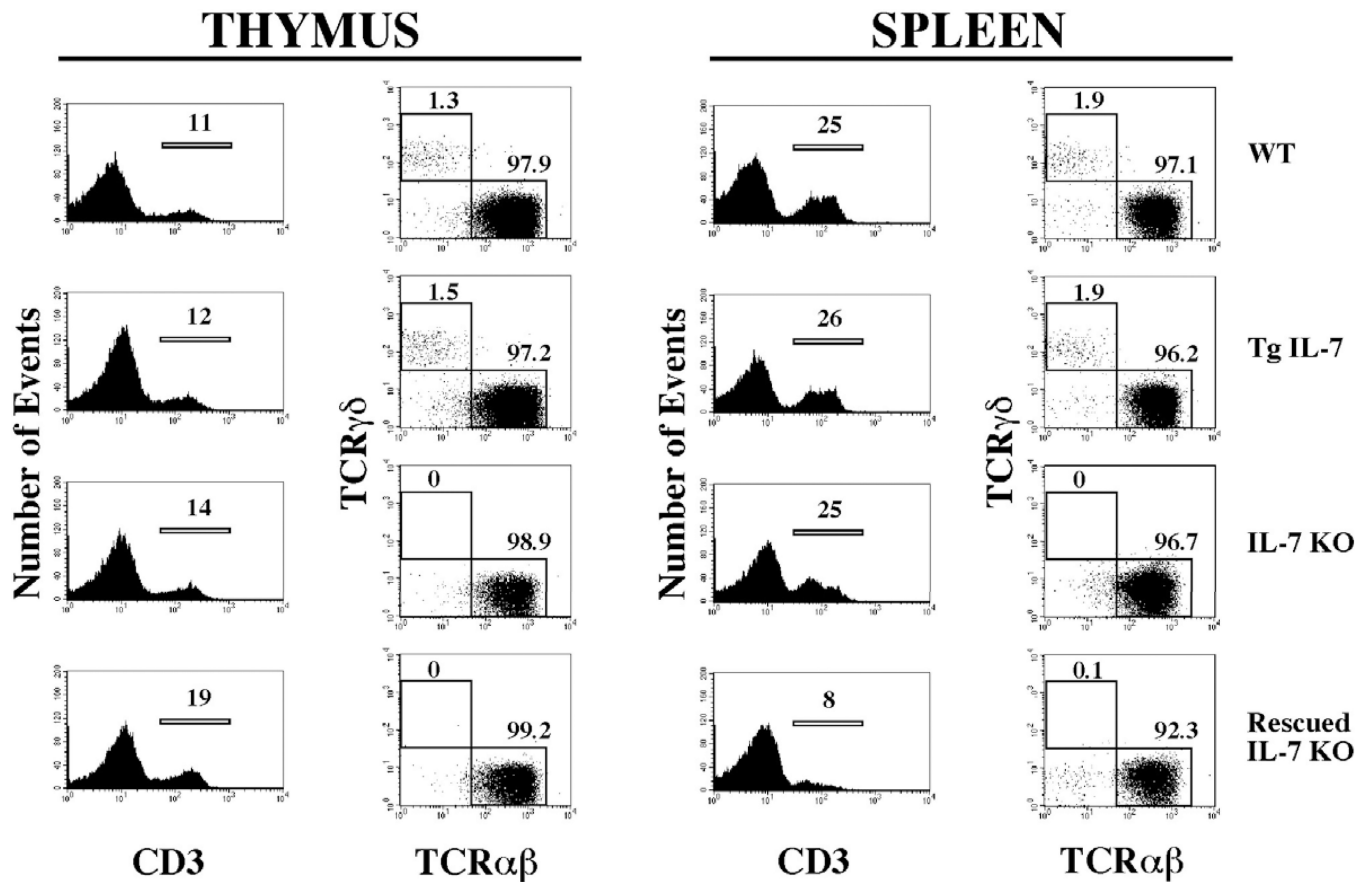 THYMUS
SPLEEN
11
1.3
97.9
25
1.9
97.1
WT
12
1.5
97.2
26
1.9
96.2
Tg IL-7
14
0
98.9
25
0
96.7
IL-7 KO
19
0
99.2
8
0.1
92.3
Rescued
IL-7 KO
Number of Events
TCRγδ
Number of Events
TCRγδ
CD3
TCRαβ
CD3
TCRαβ